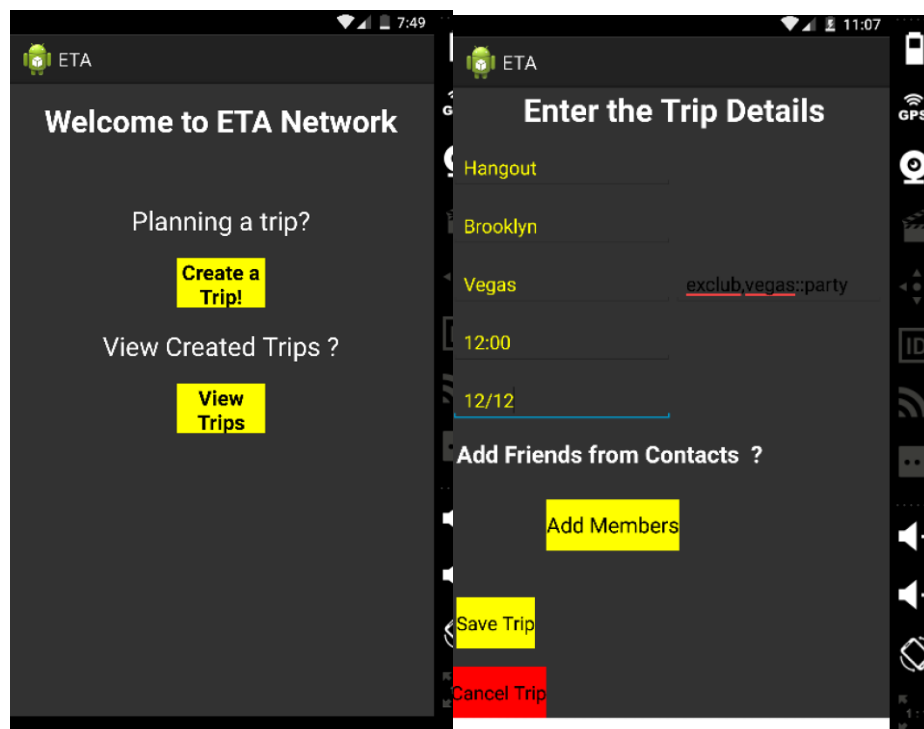 7:49
ETA
Welcome to ETA Network
Planning a trip?
Create a
Trip!
View Created Trips ?
View
Trips
11:07
ETA
Enter the Trip Details
Hangout
Brooklyn
Vegas
exclub,vegas::party
12:00
12/12
Add Friends from Contacts ?
Add Members
Save Trip
Cancel Trip
GPS
ID